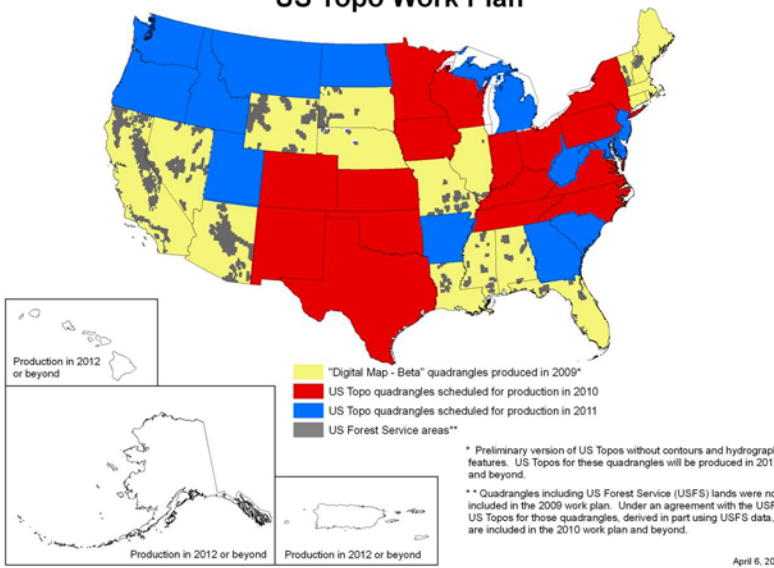 US Topo Work Plan
Production in 2012
or beyond
"Digital Map - Beta" quadrangles produced in 2009*
US Topo quadrangles scheduled for production in 2010
US Topo quadrangles scheduled for production in 2011
US Forest Service areas**
* Preliminary version of US Topos without contours and hydrograph
features. US Topos for these quadrangles will be produced in 201
and beyond.
** Quadrangles including US Forest Service (USFS) lands were no
included in the 2009 work plan. Under an agreement with the USF
US Topos for those quadrangles, derived in part using USFS data,
are included in the 2010 work plan and beyond.
Production in 2012 or beyond
Production in 2012 or beyond
April 6, 20